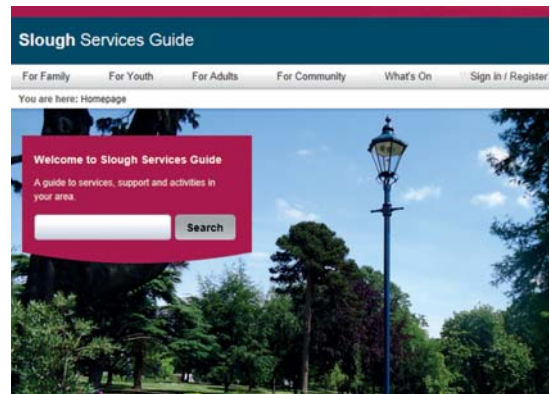 Slough Services Guide
For Family For Youth For Adults For Community What's On Sign in / Register
You are here: Homepage
Welcome to Slough Services Guide
A guide to services, support and activities in
your area.
Search